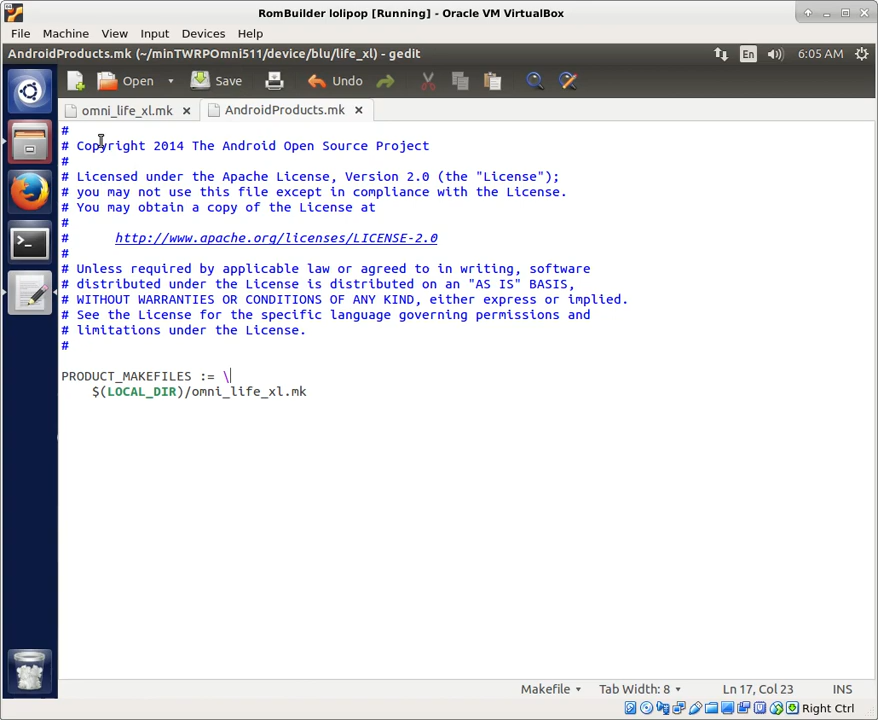 RomBuilder lolipop [Running] - Oracle VM VirtualBox
File Machine View Input Devices Help
AndroidProducts.mk (~/minTWRPOmni511/device/blu/life_xl) - gedit En 6:05 AM
Open Save Undo
omni_life_xl.mk AndroidProducts.mk
#
# Copyright 2014 The Android Open Source Project
#
# Licensed under the Apache License, Version 2.0 (the "License");
# you may not use this file except in compliance with the License.
# You may obtain a copy of the License at
#
# http://www.apache.org/licenses/LICENSE-2.0
#
# Unless required by applicable law or agreed to in writing, software
# distributed under the License is distributed on an "AS IS" BASIS,
# WITHOUT WARRANTIES OR CONDITIONS OF ANY KIND, either express or implied.
# See the License for the specific language governing permissions and
# limitations under the License.
#
PRODUCT_MAKEFILES := \
$(LOCAL_DIR)/omni_life_xl.mk
Makefile Tab Width: 8 Ln 17, Col 23 INS
Right Ctrl